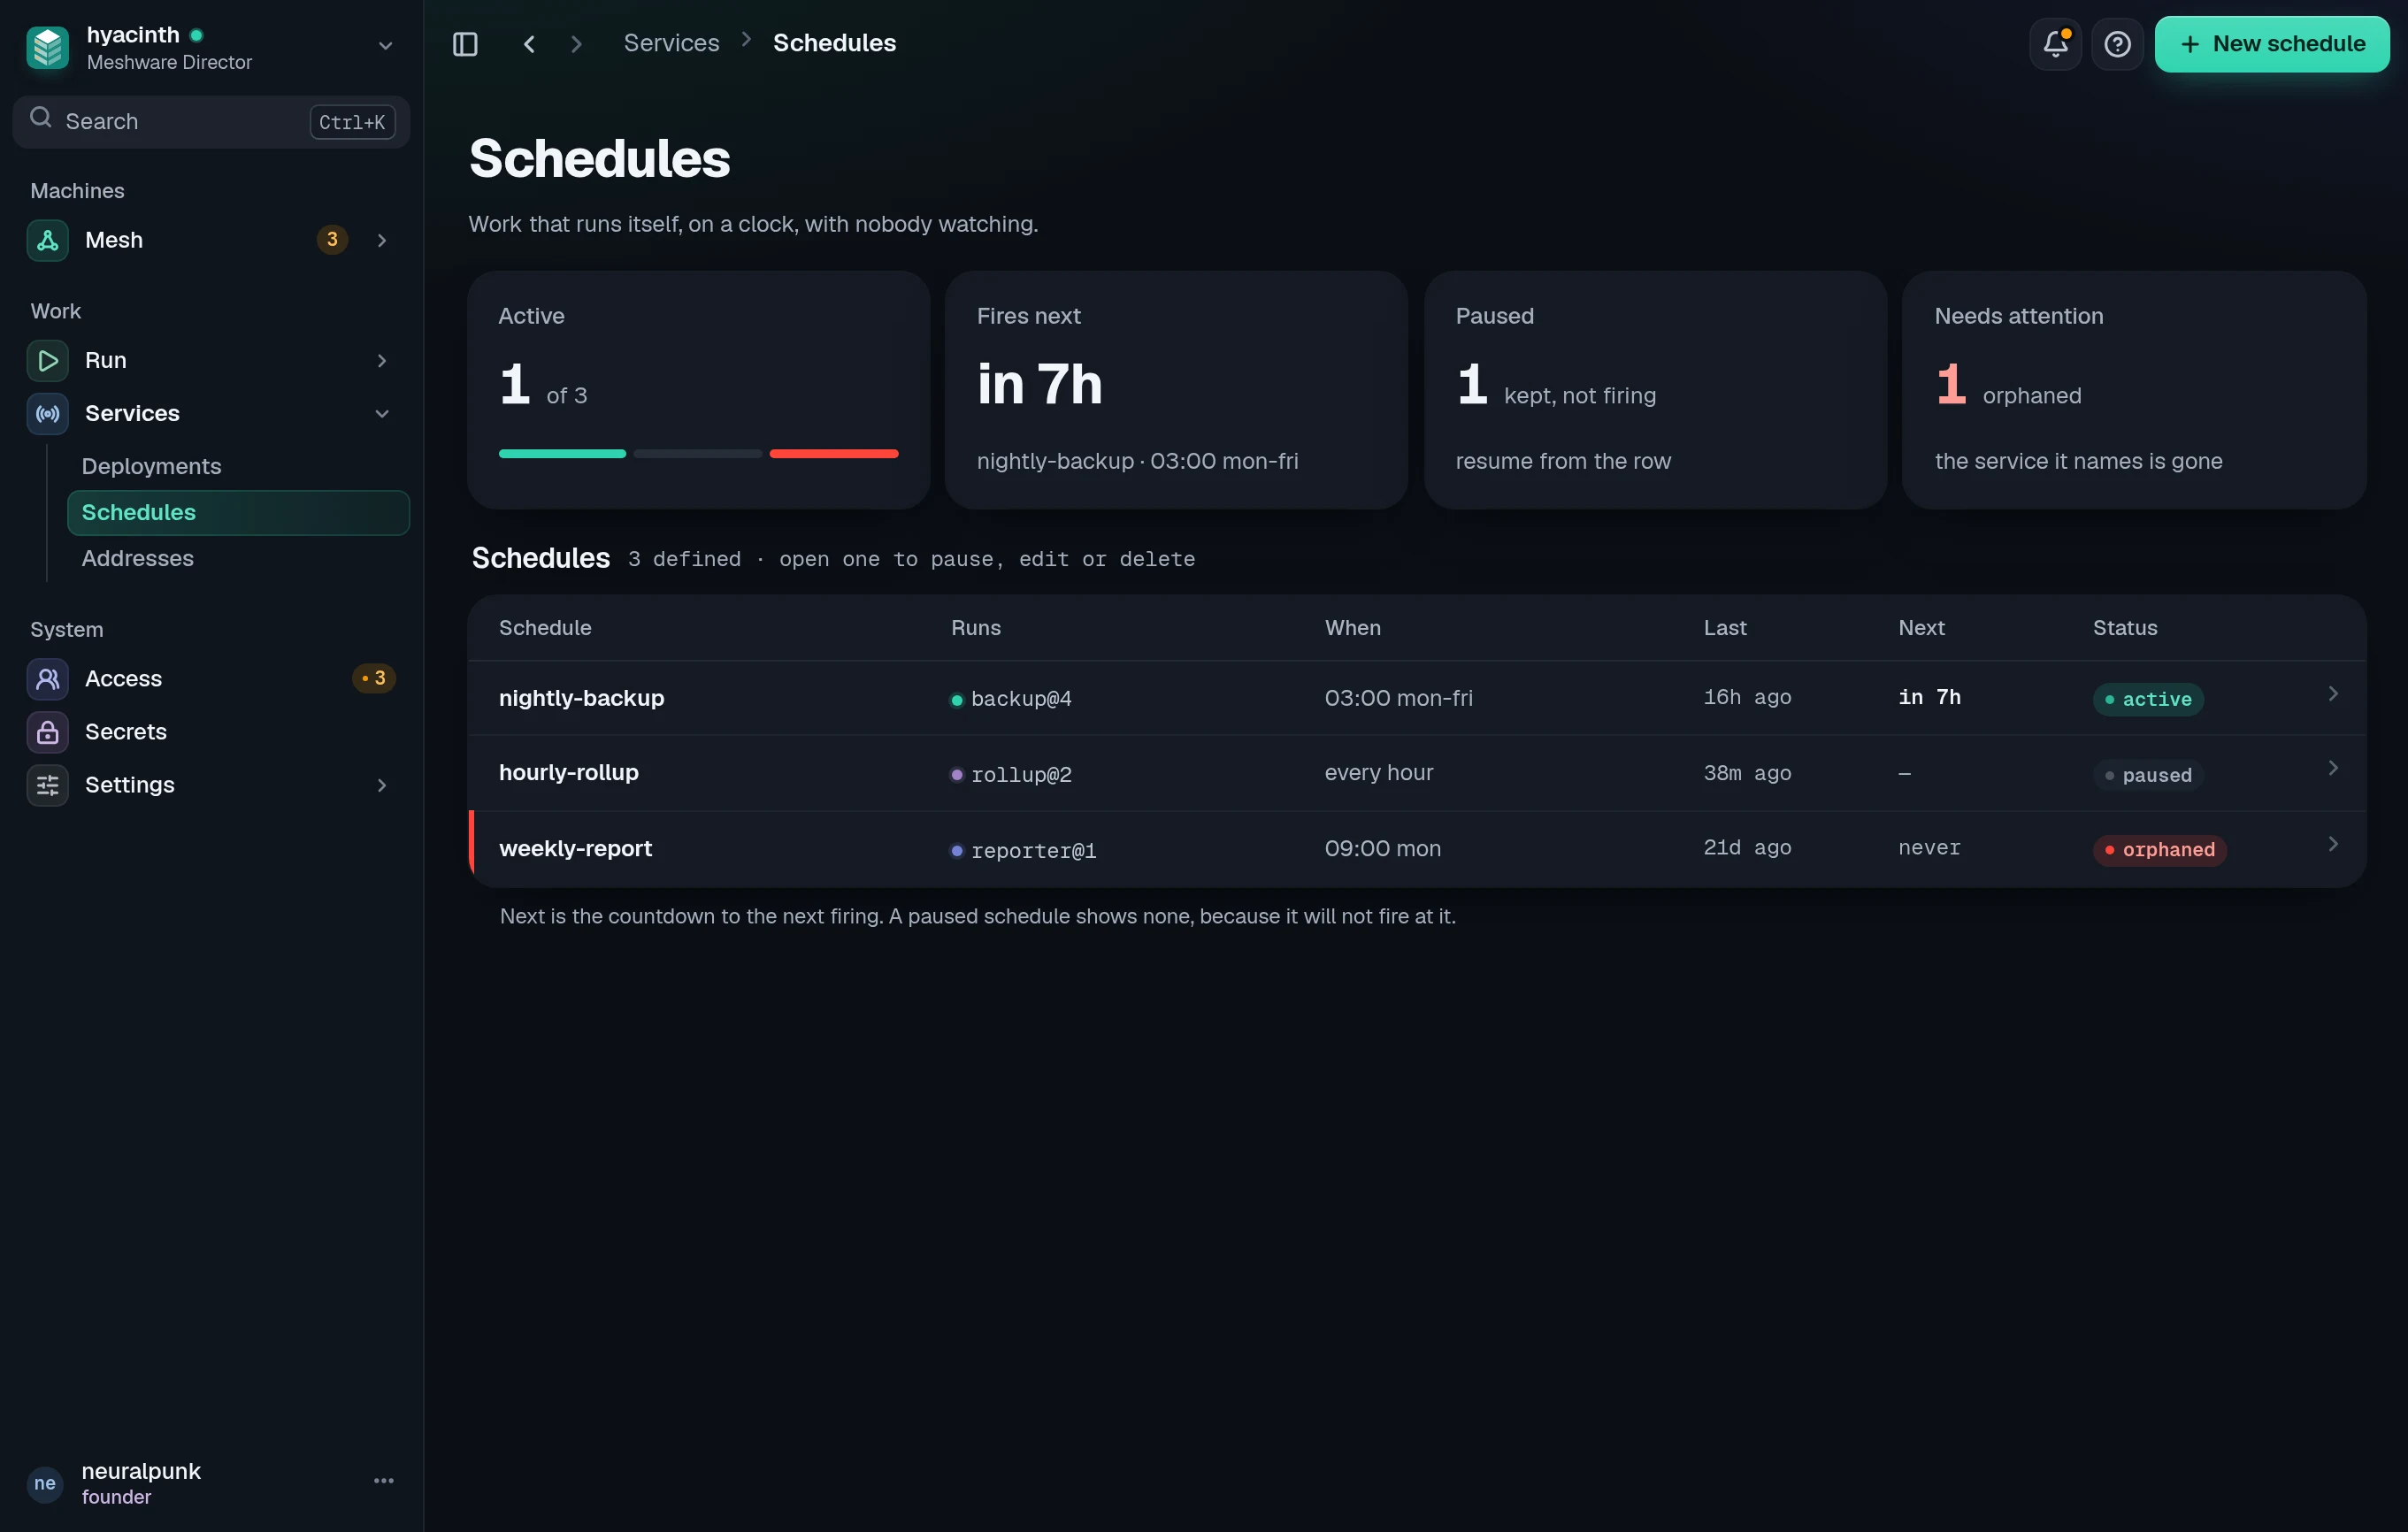 hyacinth
Meshware Director
Search
Ctrl+K
Machines
Mesh
3
Work
Run
Services
Deployments
Schedules
Addresses
System
Access
3
Secrets
Settings
ne
neuralpunk
founder
Services
Schedules
New schedule
Schedules
Work that runs itself, on a clock, with nobody watching.
Active
1 of 3
Fires next
in 7h
nightly-backup · 03:00 mon-fri
Paused
1 kept, not firing
resume from the row
Needs attention
1 orphaned
the service it names is gone
Schedules 3 defined · open one to pause, edit or delete
Schedule Runs When Last Next Status
nightly-backup backup@4 03:00 mon-fri 16h ago in 7h active
hourly-rollup rollup@2 every hour 38m ago – paused
weekly-report reporter@1 09:00 mon 21d ago never orphaned
Next is the countdown to the next firing. A paused schedule shows none, because it will not fire at it.